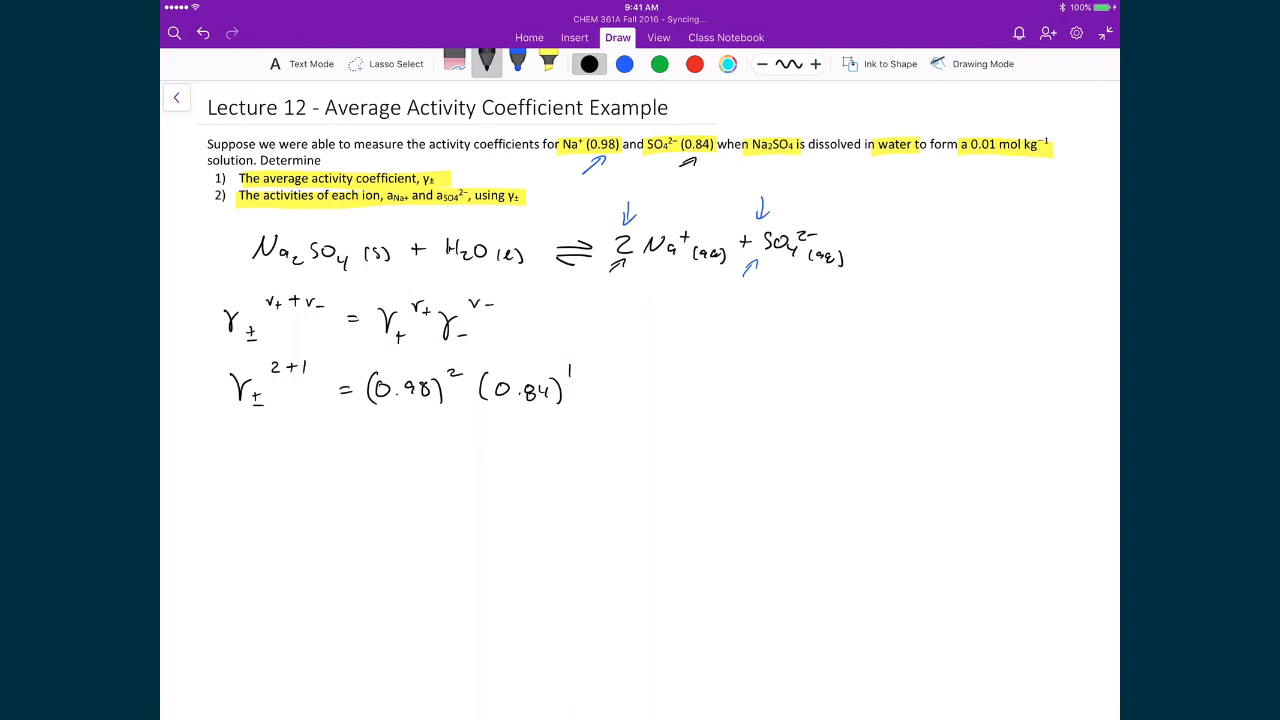 9:41 AM
100%
CHEM 361A Fall 2016 - Syncing...
Home Insert Draw View Class Notebook
A Text Mode Lasso Select Ink to Shape Drawing Mode
Lecture 12 - Average Activity Coefficient Example
Suppose we were able to measure the activity coefficients for Na⁺ (0.98) and SO₄²⁻ (0.84) when Na₂SO₄ is dissolved in water to form a 0.01 mol kg⁻¹
solution. Determine
1) The average activity coefficient, γ±
2) The activities of each ion, aNa+ and aSO4²⁻, using γ±
Na₂SO₄(s) + H₂O(l) ⇌ 2 Na⁺(aq) + SO₄²⁻(aq)
γ±^(ν₊ + ν₋) = γ₊^ν₊ γ₋^ν₋
γ±^(2+1) = (0.98)² (0.84)¹